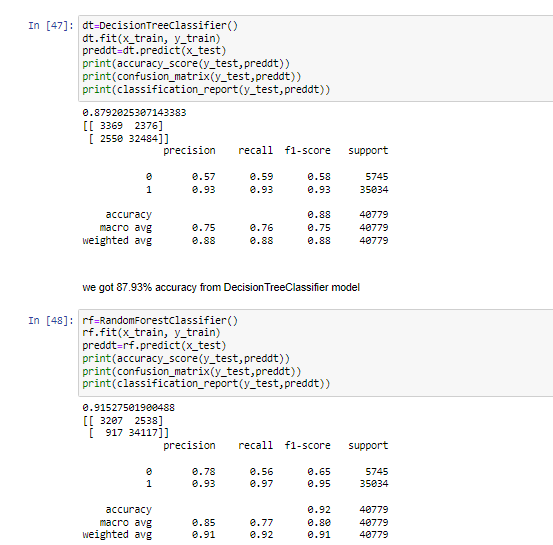 In [47]: dt=DecisionTreeClassifier()
dt.fit(x_train, y_train)
preddt=dt.predict(x_test)
print(accuracy_score(y_test,preddt))
print(confusion_matrix(y_test,preddt))
print(classification_report(y_test,preddt))
0.8792025307143383
[[ 3369  2376]
 [ 2550 32484]]
precision    recall  f1-score   support
0       0.57      0.59      0.58      5745
1       0.93      0.93      0.93     35034
accuracy                           0.88     40779
macro avg       0.75      0.76      0.75     40779
weighted avg       0.88      0.88      0.88     40779
we got 87.93% accuracy from DecisionTreeClassifier model
In [48]: rf=RandomForestClassifier()
rf.fit(x_train, y_train)
preddt=rf.predict(x_test)
print(accuracy_score(y_test,preddt))
print(confusion_matrix(y_test,preddt))
print(classification_report(y_test,preddt))
0.91527501900488
[[ 3207  2538]
 [  917 34117]]
precision    recall  f1-score   support
0       0.78      0.56      0.65      5745
1       0.93      0.97      0.95     35034
accuracy                           0.92     40779
macro avg       0.85      0.77      0.80     40779
weighted avg       0.91      0.92      0.91     40779